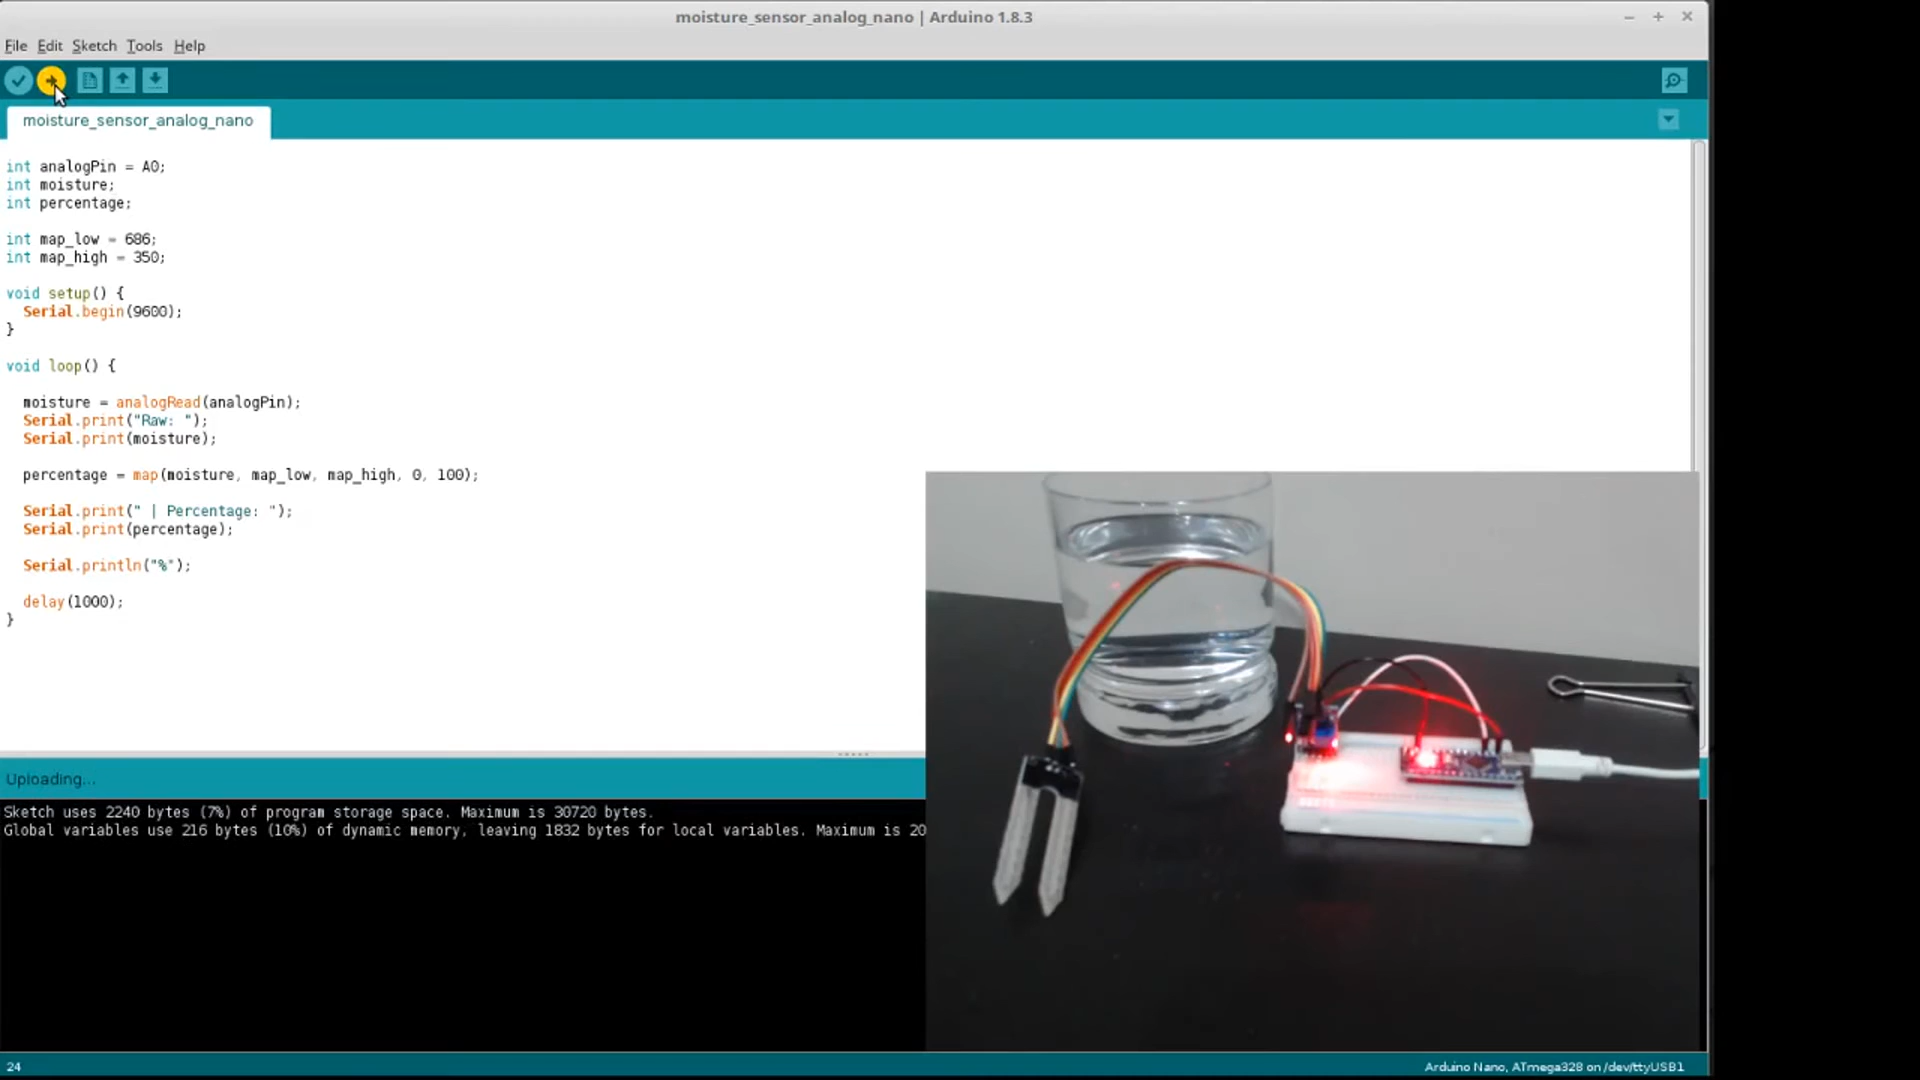 moisture_sensor_analog_nano | Arduino 1.8.3
File Edit Sketch Tools Help
moisture_sensor_analog_nano
int analogPin = A0;
int moisture;
int percentage;
int map_low = 686;
int map_high = 350;
void setup() {
Serial.begin(9600);
}
void loop() {
moisture = analogRead(analogPin);
Serial.print("Raw: ");
Serial.print(moisture);
percentage = map(moisture, map_low, map_high, 0, 100);
Serial.print(" | Percentage: ");
Serial.print(percentage);
Serial.println("%");
delay(1000);
}
Uploading...
Sketch uses 2240 bytes (7%) of program storage space. Maximum is 30720 bytes.
Global variables use 216 bytes (10%) of dynamic memory, leaving 1832 bytes for local variables. Maximum is 20
24
Arduino Nano, ATmega328 on /dev/ttyUSB1